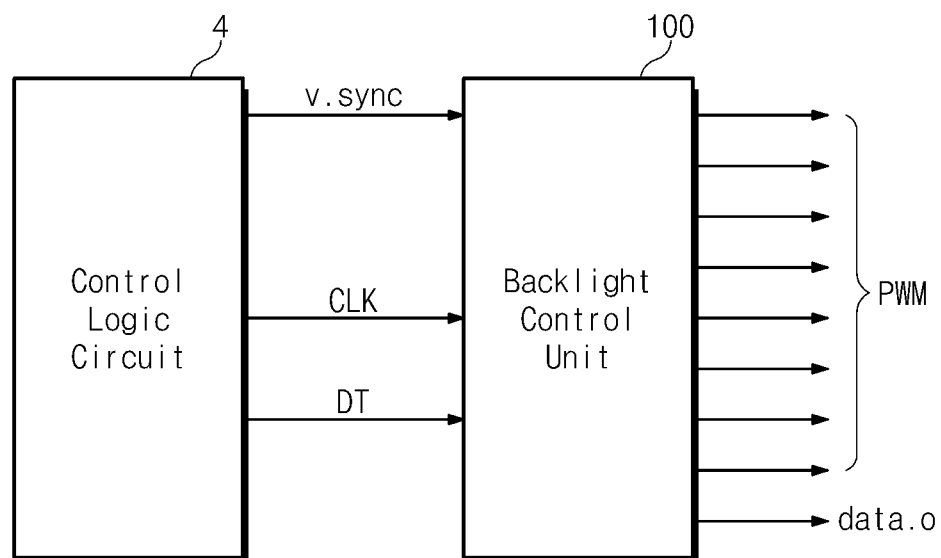 4
100
v.sync
Control
Logic
Circuit
CLK
DT
Backlight
Control
Unit
PWM
data.o